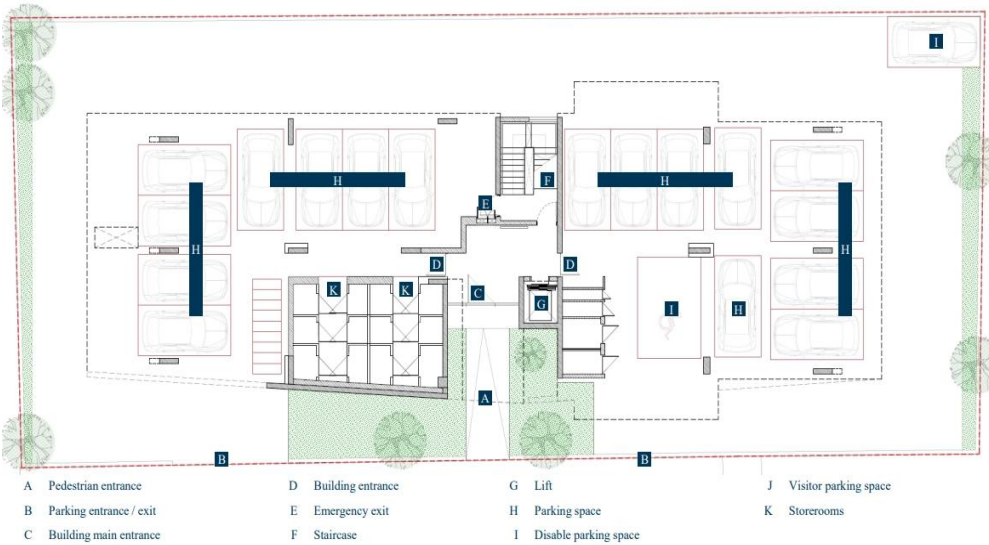 I
H
H
F
E
H
H
D
D
K
K
C
G
I
H
A
B
B
A Pedestrian entrance
B Parking entrance / exit
C Building main entrance
D Building entrance
E Emergency exit
F Staircase
G Lift
H Parking space
I Disable parking space
J Visitor parking space
K Storerooms